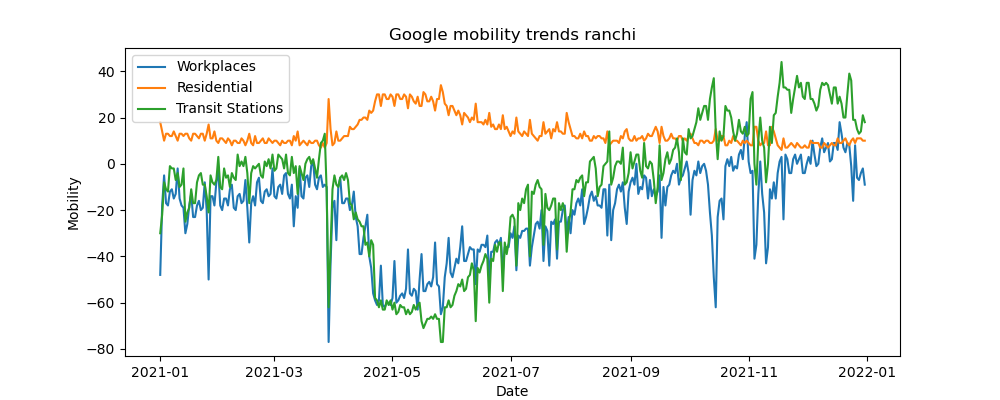 Google mobility trends ranchi
Workplaces
Residential
Transit Stations
40
20
0
−20
−40
−60
−80
Mobility
2021-01
2021-03
2021-05
2021-07
2021-09
2021-11
2022-01
Date